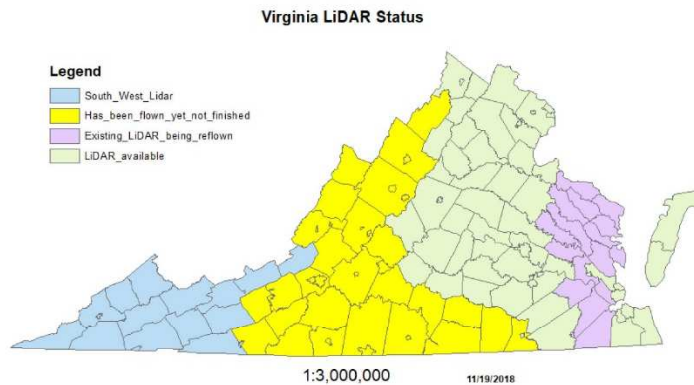 Virginia LiDAR Status
Legend
South_West_Lidar
Has_been_flown_yet_not_finished
Existing_LiDAR_being_reflown
LiDAR_available
1:3,000,000
11/19/2018